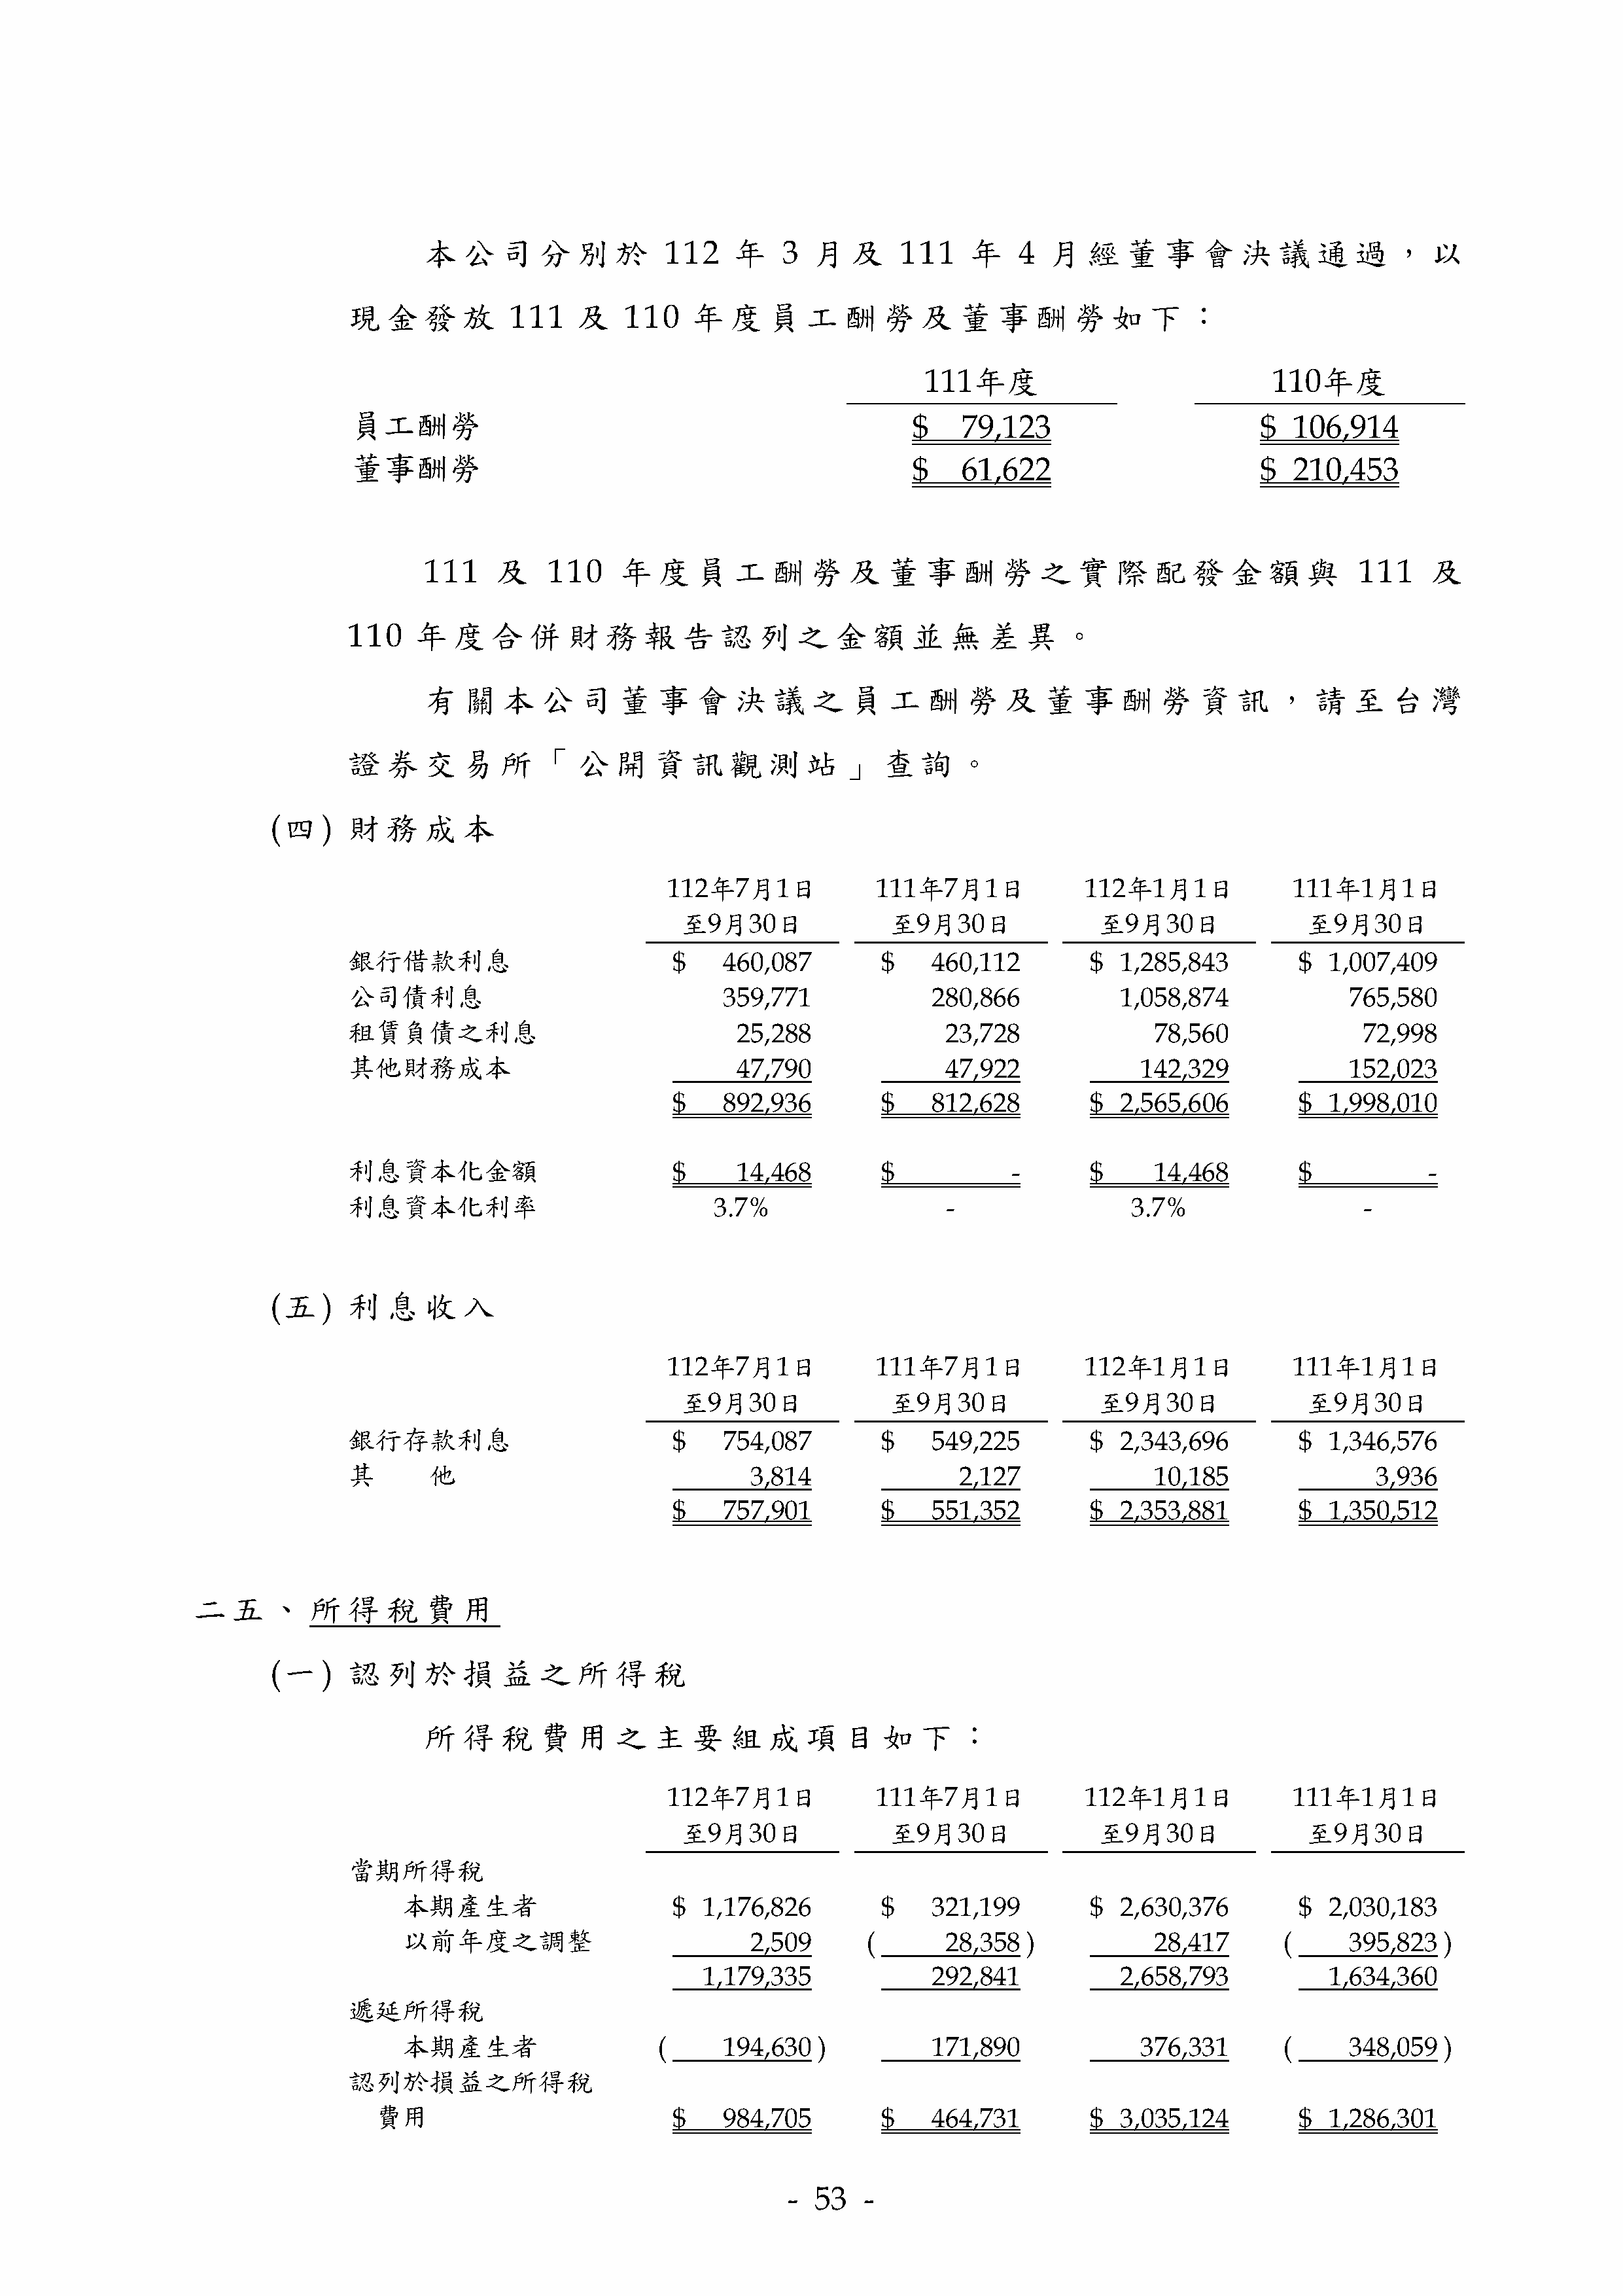 本公司分別於 112 年 3 月及 111 年 4 月經董事會決議通過，以
現金發放 111 及 110 年度員工酬勞及董事酬勞如下：
111年度 110年度
員工酬勞 $ 79,123 $ 106,914
董事酬勞 $ 61,622 $ 210,453
111 及 110 年度員工酬勞及董事酬勞之實際配發金額與 111 及
110 年度合併財務報告認列之金額並無差異。
有關本公司董事會決議之員工酬勞及董事酬勞資訊，請至台灣
證券交易所「公開資訊觀測站」查詢。
(四) 財務成本
112年7月1日 111年7月1日 112年1月1日 111年1月1日
至9月30日 至9月30日 至9月30日 至9月30日
銀行借款利息 $ 460,087 $ 460,112 $ 1,285,843 $ 1,007,409
公司債利息 359,771 280,866 1,058,874 765,580
租賃負債之利息 25,288 23,728 78,560 72,998
其他財務成本 47,790 47,922 142,329 152,023
$ 892,936 $ 812,628 $ 2,565,606 $ 1,998,010
利息資本化金額 $ 14,468 $ - $ 14,468 $ -
利息資本化利率 3.7% - 3.7% -
(五) 利息收入
112年7月1日 111年7月1日 112年1月1日 111年1月1日
至9月30日 至9月30日 至9月30日 至9月30日
銀行存款利息 $ 754,087 $ 549,225 $ 2,343,696 $ 1,346,576
其 他 3,814 2,127 10,185 3,936
$ 757,901 $ 551,352 $ 2,353,881 $ 1,350,512
二五、所得稅費用
(一) 認列於損益之所得稅
所得稅費用之主要組成項目如下：
112年7月1日 111年7月1日 112年1月1日 111年1月1日
至9月30日 至9月30日 至9月30日 至9月30日
當期所得稅
本期產生者 $ 1,176,826 $ 321,199 $ 2,630,376 $ 2,030,183
以前年度之調整 2,509 ( 28,358 ) 28,417 ( 395,823 )
1,179,335 292,841 2,658,793 1,634,360
遞延所得稅
本期產生者 ( 194,630 ) 171,890 376,331 ( 348,059 )
認列於損益之所得稅
費用 $ 984,705 $ 464,731 $ 3,035,124 $ 1,286,301
- 53 -